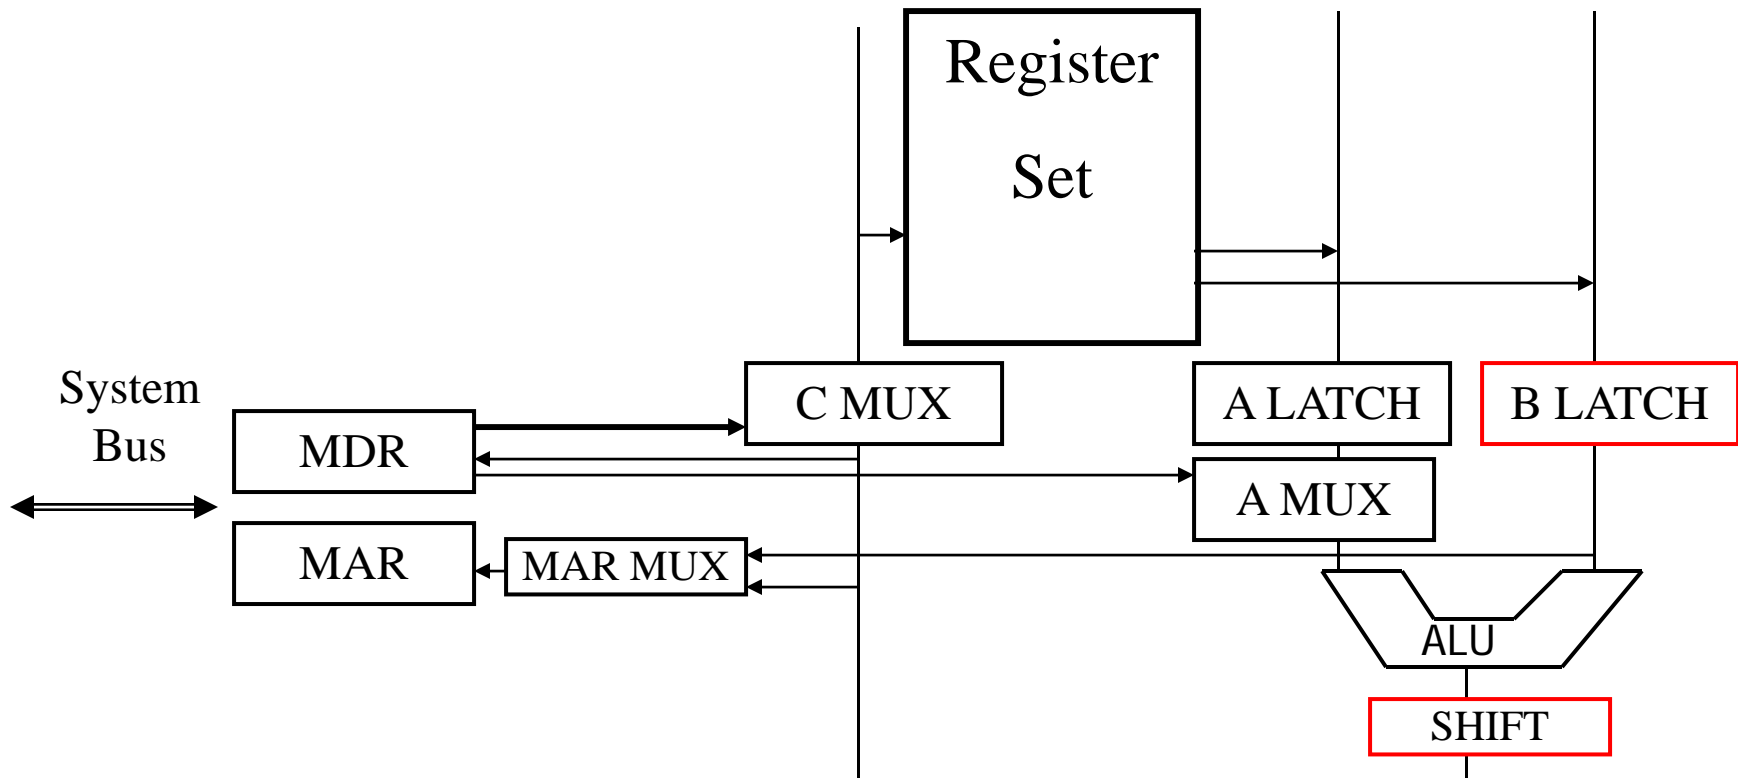 Register
Set
System
Bus
C MUX
A LATCH
B LATCH
MDR
A MUX
MAR
MAR MUX
ALU
SHIFT